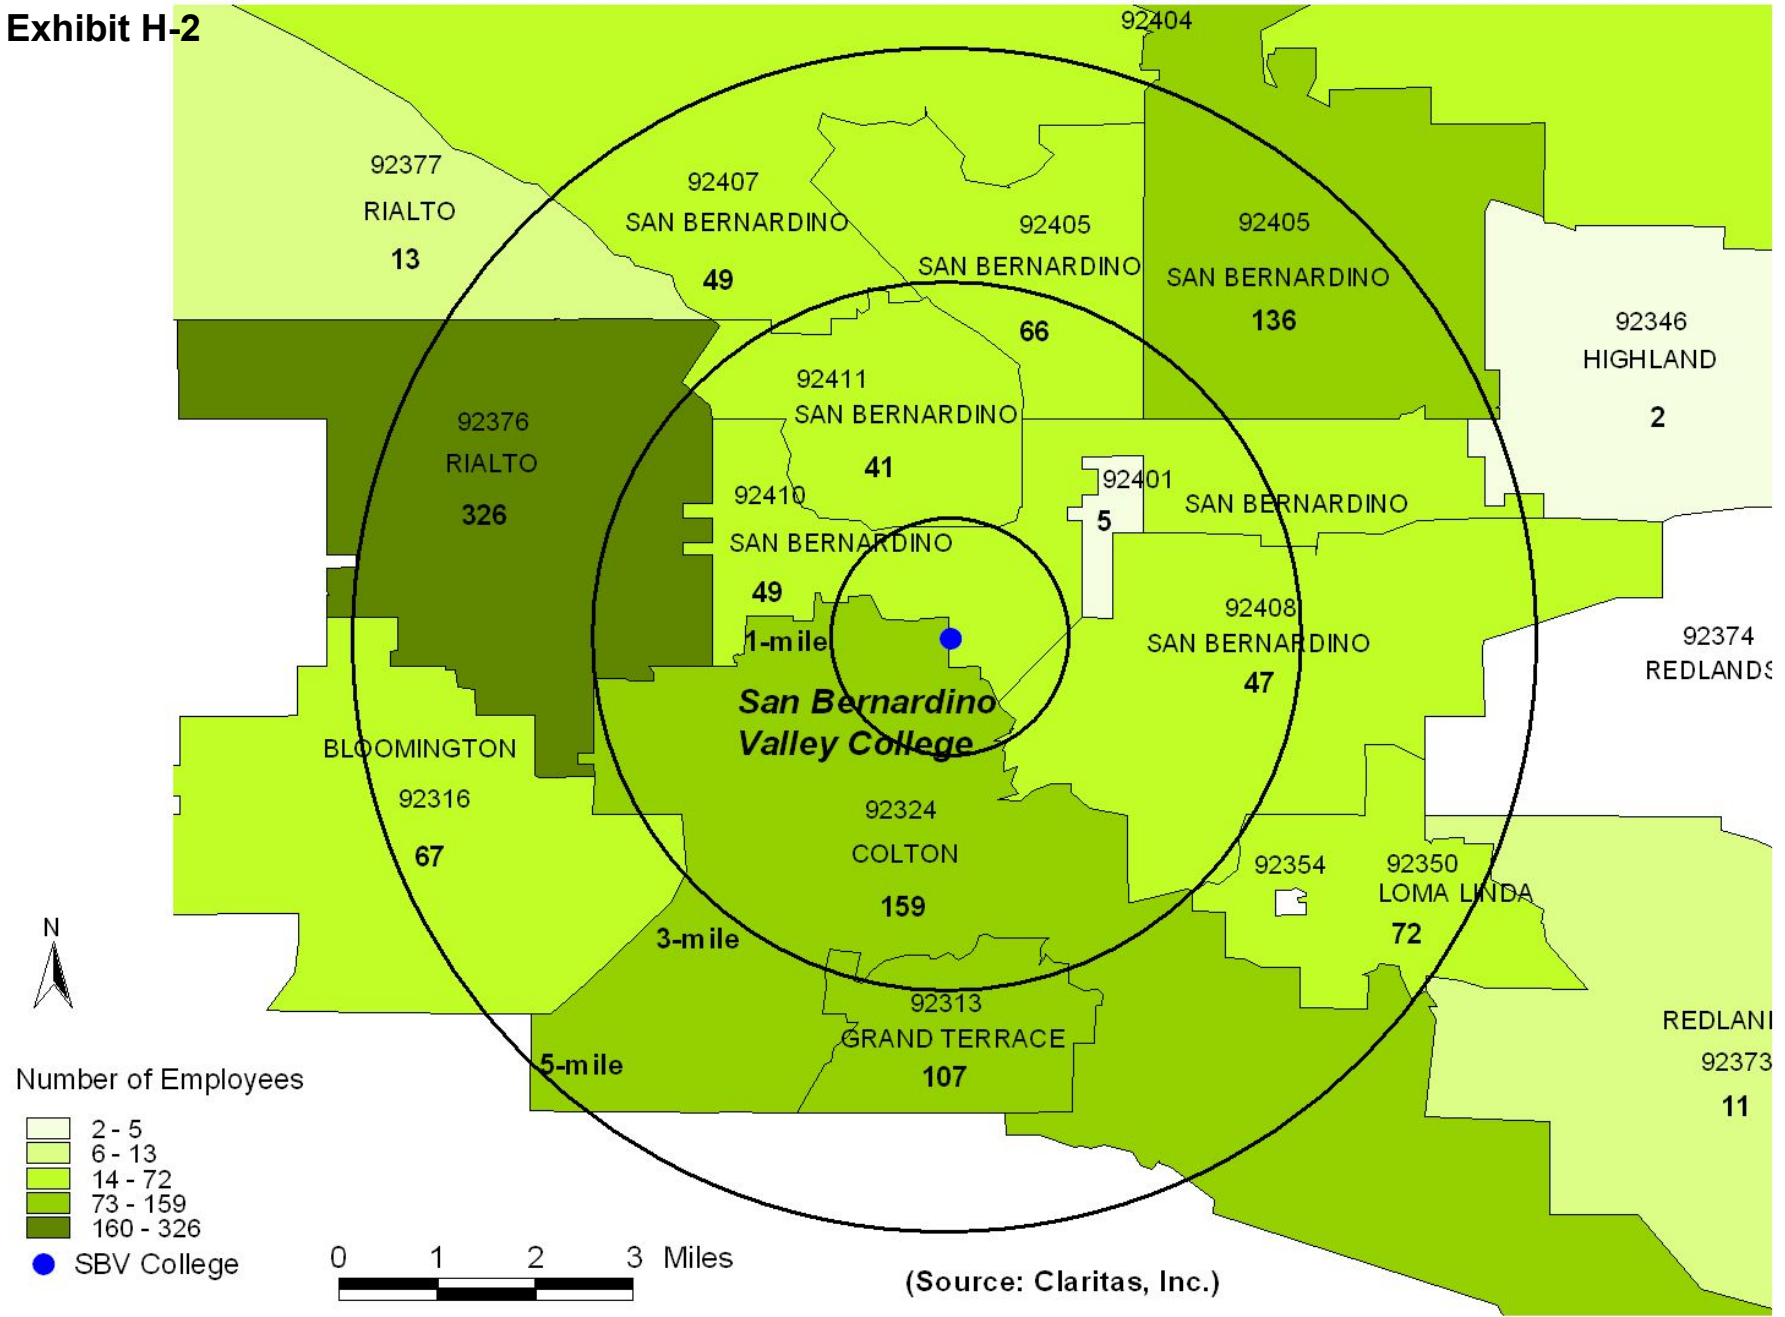 Exhibit H-2
92404
92377
RIALTO
13
92407
SAN BERNARDINO
49
92405
SAN BERNARDINO
66
92405
SAN BERNARDINO
136
92346
HIGHLAND
2
92376
RIALTO
326
92411
SAN BERNARDINO
41
92410
SAN BERNARDINO
49
92401
5
SAN BERNARDINO
92408
SAN BERNARDINO
47
92374
REDLANDS
1-mile
San Bernardino
Valley College
BLOOMINGTON
92316
67
92324
COLTON
159
92354
92350
LOMA LINDA
72
3-mile
92313
GRAND TERRACE
107
5-mile
REDLAN
92373
11
N
Number of Employees
2 - 5
6 - 13
14 - 72
73 - 159
160 - 326
SBV College
0 1 2 3 Miles
(Source: Claritas, Inc.)